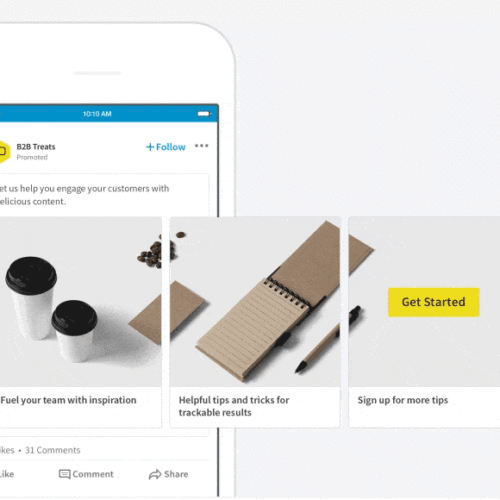 10:10 AM
B2B Treats
Promoted
+ Follow
et us help you engage your customers with
elicious content.
Get Started
Fuel your team with inspiration
Helpful tips and tricks for
trackable results
Sign up for more tips
ikes • 31 Comments
ike
Comment
Share